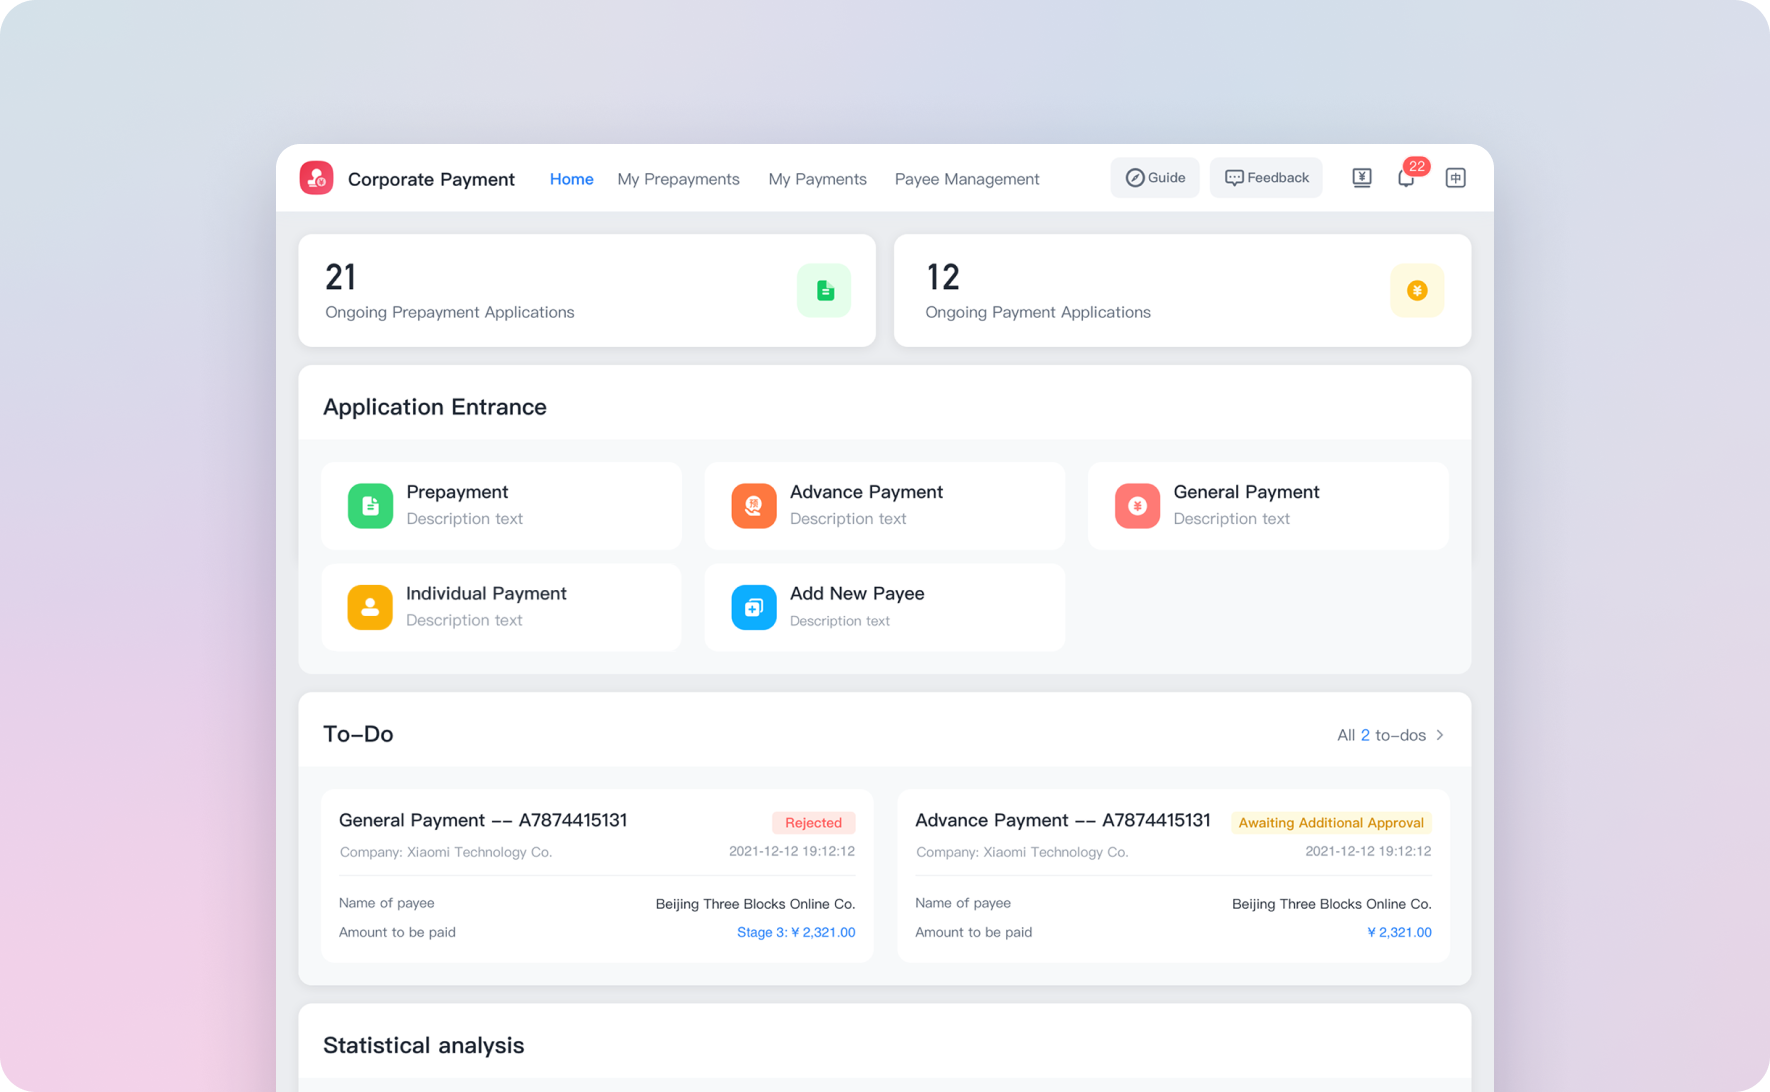 Corporate Payment
Home
My Prepayments
My Payments
Payee Management
Guide
Feedback
¥
22
中
21
Ongoing Prepayment Applications
12
Ongoing Payment Applications
¥
Application Entrance
Prepayment
Description text
預
Advance Payment
Description text
¥
General Payment
Description text
Individual Payment
Description text
Add New Payee
Description text
To-Do
All 2 to-dos
General Payment -- A7874415131
Rejected
Company: Xiaomi Technology Co.
2021-12-12 19:12:12
Name of payee
Beijing Three Blocks Online Co.
Amount to be paid
Stage 3: ¥ 2,321.00
Advance Payment -- A7874415131
Awaiting Additional Approval
Company: Xiaomi Technology Co.
2021-12-12 19:12:12
Name of payee
Beijing Three Blocks Online Co.
Amount to be paid
¥ 2,321.00
Statistical analysis